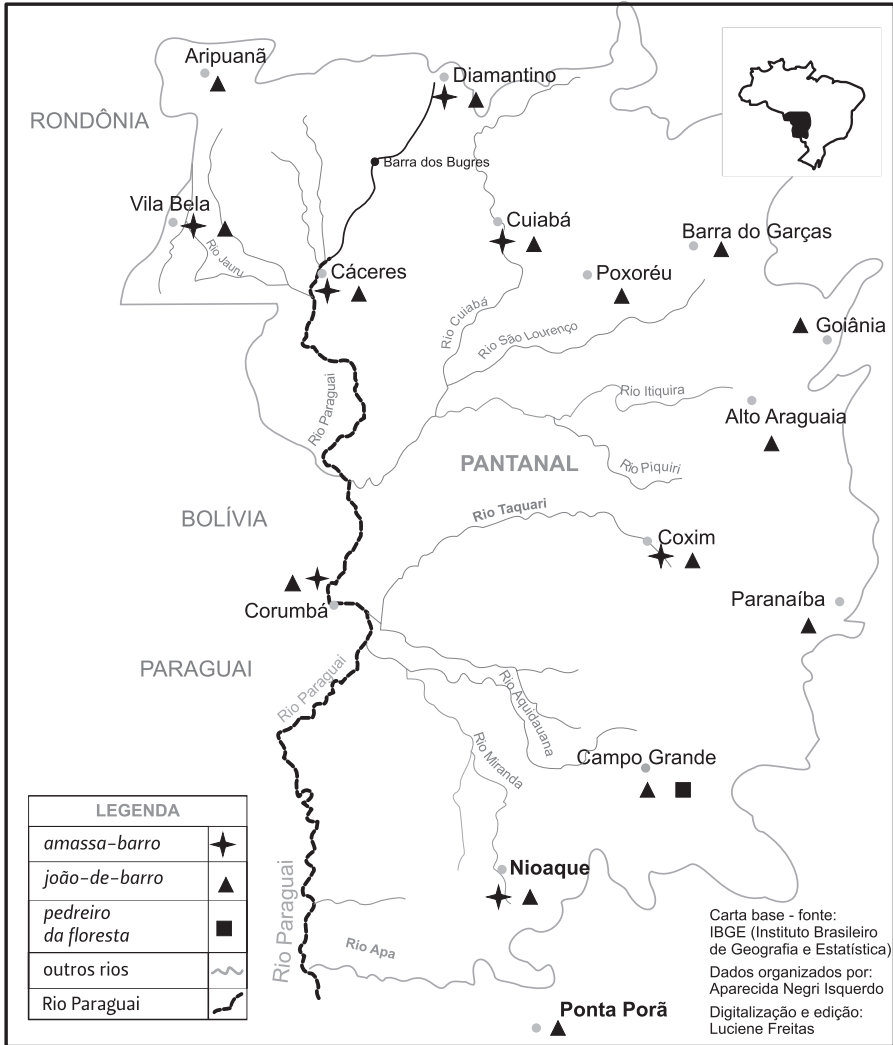 Aripuanã
Diamantino
RONDÔNIA
Barra dos Bugres
Vila Bela
Cuiabá
Barra do Garças
Rio Jauru
Cáceres
Poxoréu
Rio Cuiabá
Rio São Lourenço
Goiânia
Rio Paraguai
Rio Itiquira
Alto Araguaia
PANTANAL
Rio Piquiri
BOLÍVIA
Rio Taquari
Coxim
Corumbá
Paranaíba
PARAGUAI
Rio Paraguai
Rio Aquidauana
Rio Miranda
Campo Grande
LEGENDA
amassa-barro
joão-de-barro
pedreiro
da floresta
outros rios
Rio Paraguai
Rio Paraguai
Nioaque
Rio Apa
Ponta Porã
Carta base - fonte:
IBGE (Instituto Brasileiro
de Geografia e Estatística)
Dados organizados por:
Aparecida Negri Isquerdo
Digitalização e edição:
Luciene Freitas